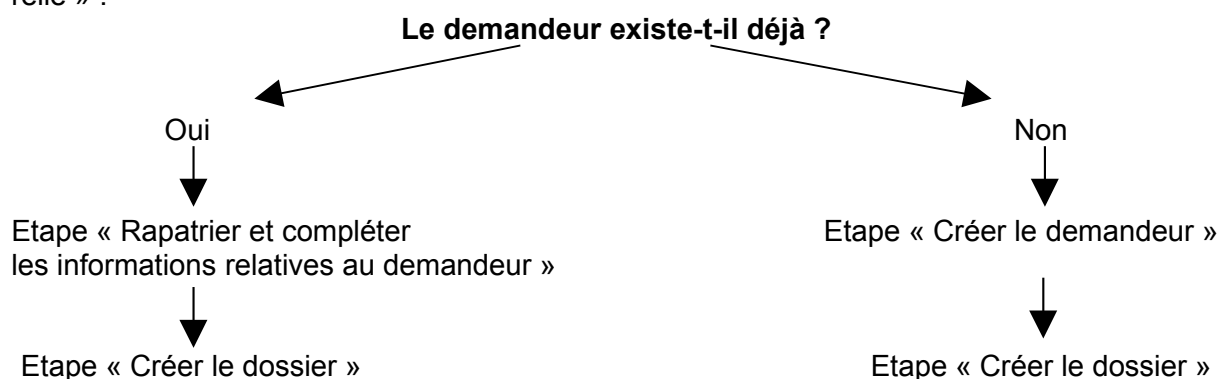 relle » :
Le demandeur existe-t-il déjà ?
Oui
Non
Etape « Rapatrier et compléter
les informations relatives au demandeur »
Etape « Créer le demandeur »
Etape « Créer le dossier »
Etape « Créer le dossier »